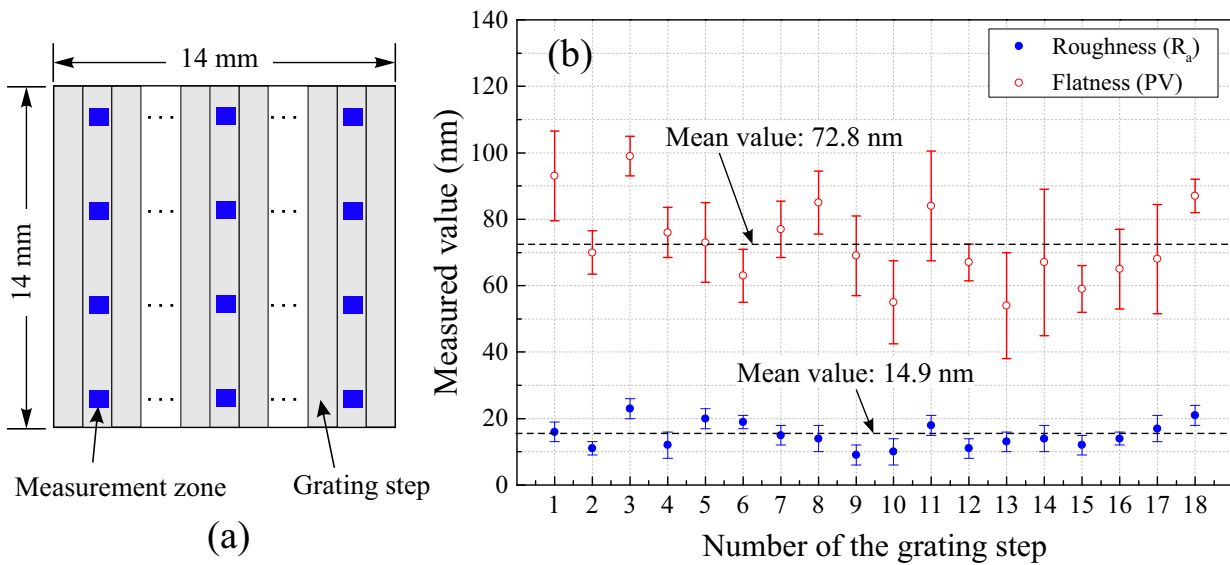 14 mm
14 mm
... ...
... ...
... ...
... ...
Measurement zone
Grating step
(a)
(b)
Roughness (Rₐ)
Flatness (PV)
Mean value: 72.8 nm
Mean value: 14.9 nm
Measured value (nm)
140
120
100
80
60
40
20
0
1 2 3 4 5 6 7 8 9 10 11 12 13 14 15 16 17 18
Number of the grating step